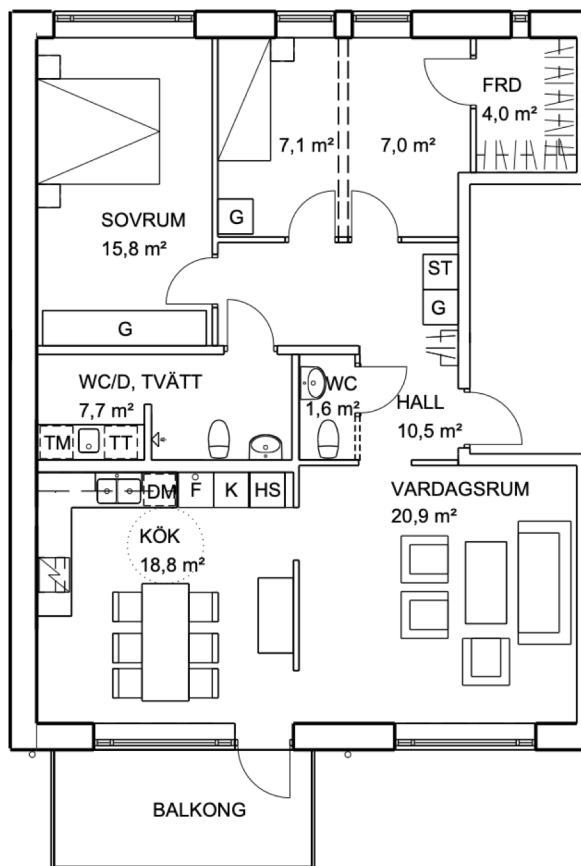 FRD
4,0 m²
7,1 m²
7,0 m²
G
SOVRUM
15,8 m²
ST
G
G
WC/D, TVÄTT
7,7 m²
WC
1,6 m²
HALL
10,5 m²
TM
TT
DM
F
K
HS
VARDAGSRUM
20,9 m²
KÖK
18,8 m²
BALKONG